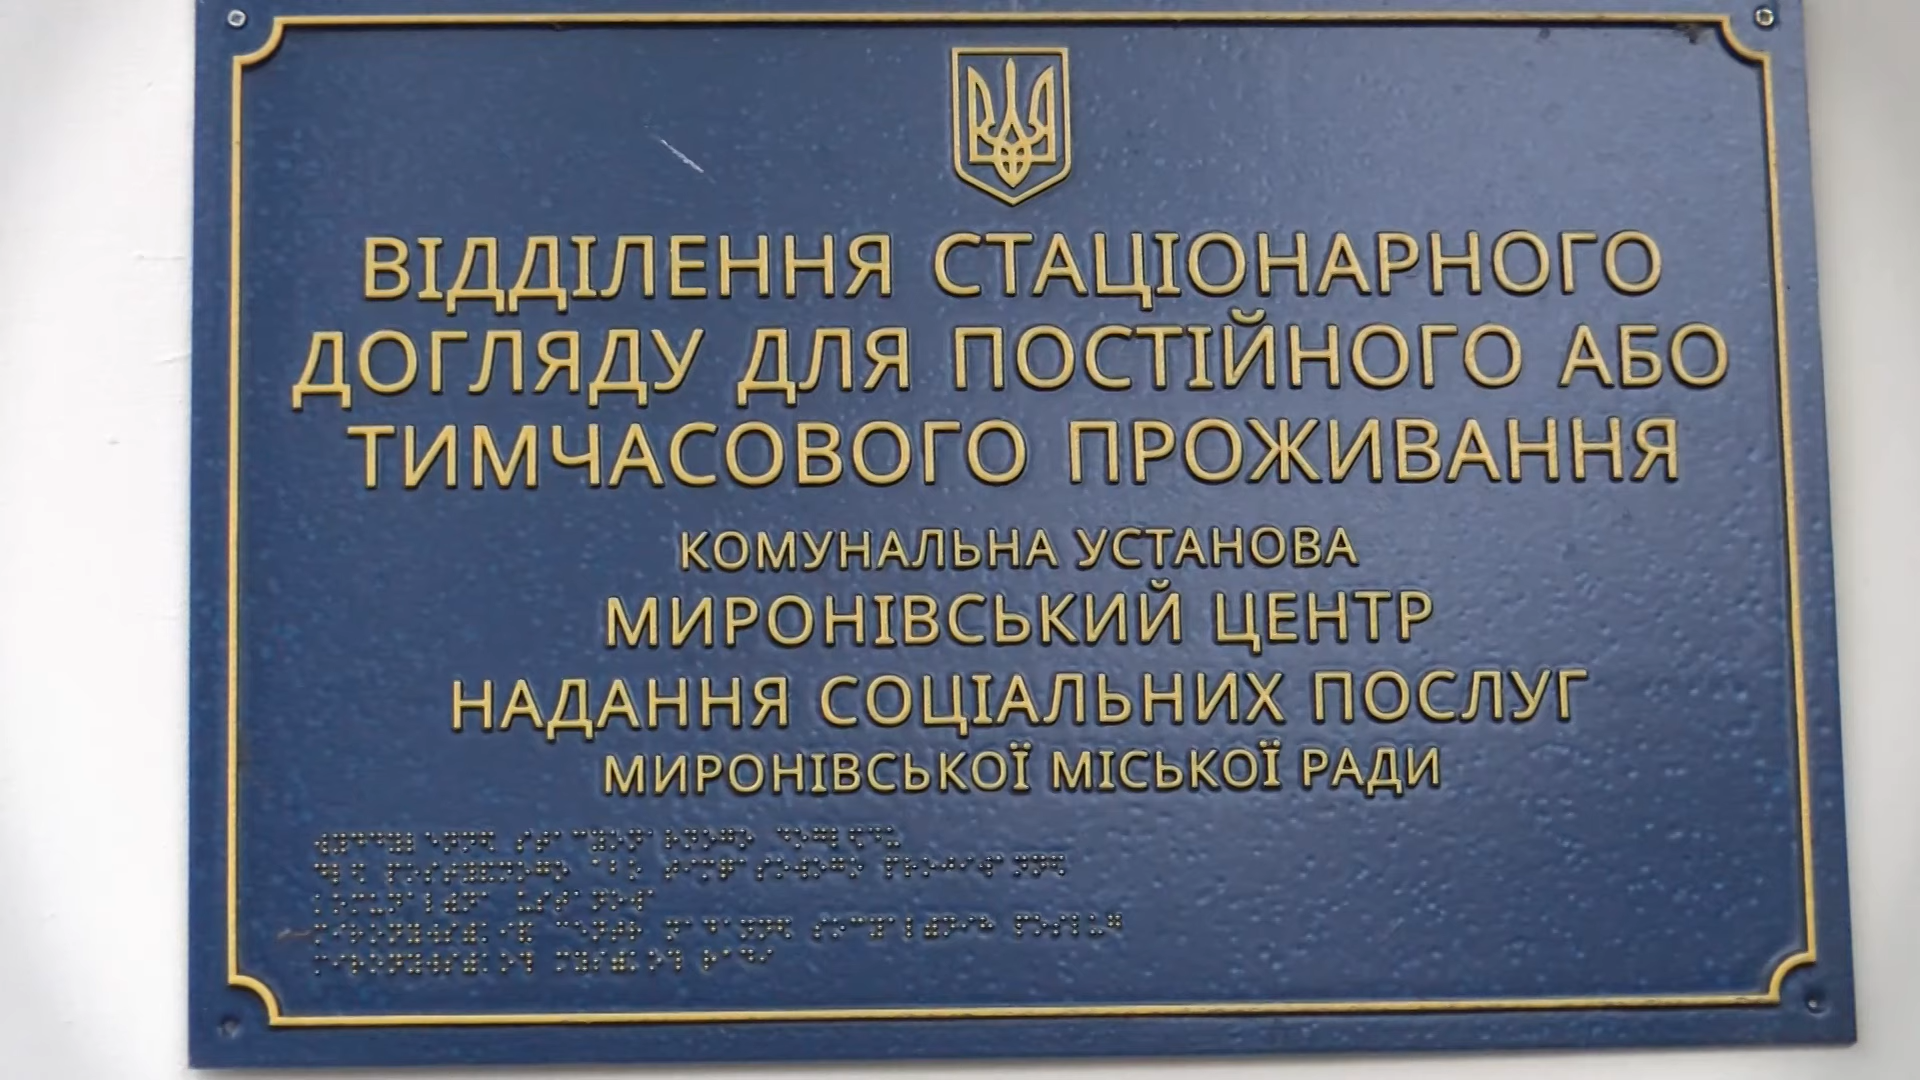 ВІДДІЛЕННЯ СТАЦІОНАРНОГО
ДОГЛЯДУ ДЛЯ ПОСТІЙНОГО АБО
ТИМЧАСОВОГО ПРОЖИВАННЯ
КОМУНАЛЬНА УСТАНОВА
МИРОНІВСЬКИЙ ЦЕНТР
НАДАННЯ СОЦІАЛЬНИХ ПОСЛУГ
МИРОНІВСЬКОЇ МІСЬКОЇ РАДИ